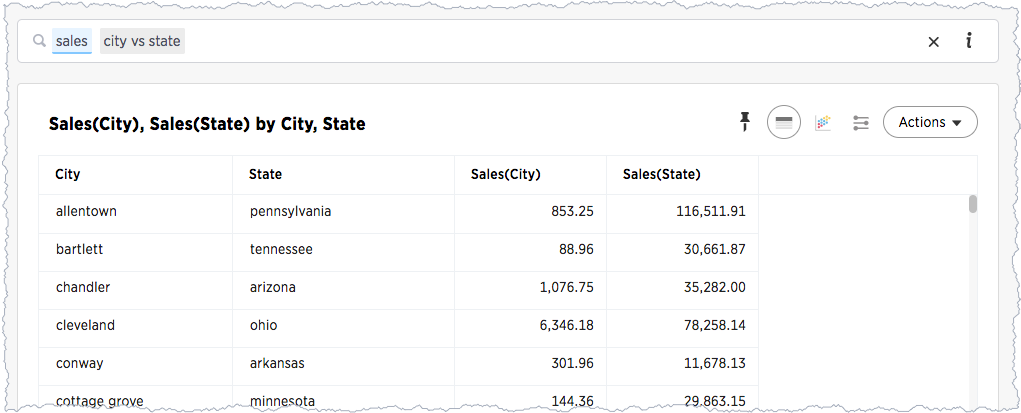 sales city vs state
Sales(City), Sales(State) by City, State
Actions
City State Sales(City) Sales(State)
allentown pennsylvania 853.25 116,511.91
bartlett tennessee 88.96 30,661.87
chandler arizona 1,076.75 35,282.00
cleveland ohio 6,346.18 78,258.14
conway arkansas 301.96 11,678.13
cottage grove minnesota 144.36 29,863.15